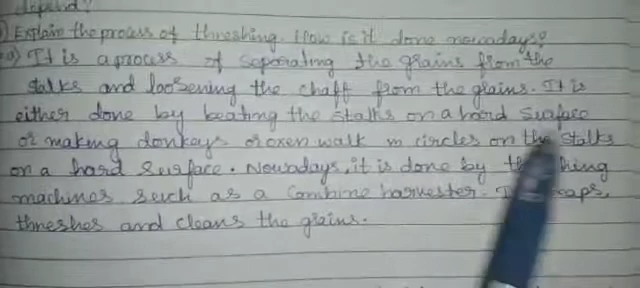 depend?
Explain the process of threshing. How is it done nowadays?
It is a process of separating the grains from the
stalks and loosening the chaff from the grains. It is
either done by beating the stalks on a hard surface
or making donkeys or oxen walk in circles on the stalks
on a hard surface. Nowadays, it is done by
machines such as a combine harvester.
threshes and cleans the grains.